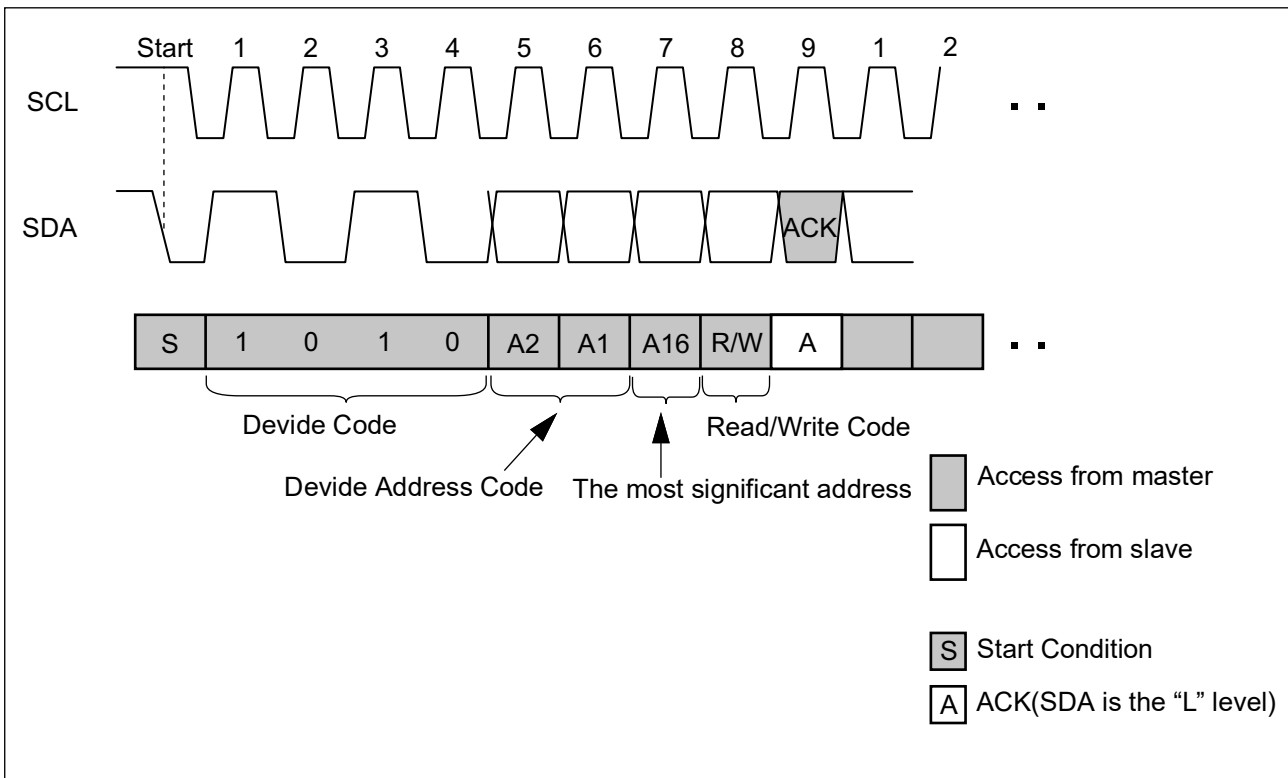 Start 1 2 3 4 5 6 7 8 9 1 2
SCL
SDA
ACK
S 1 0 1 0 A2 A1 A16 R/W A
Devide Code
Read/Write Code
Devide Address Code
The most significant address
Access from master
Access from slave
S Start Condition
A ACK(SDA is the “L” level)